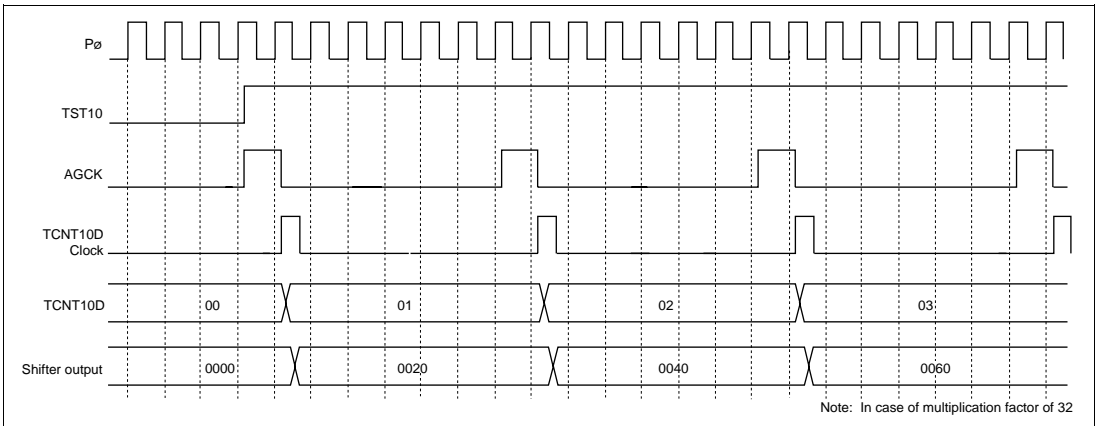 Pø
TST10
AGCK
TCNT10D
Clock
TCNT10D 00 01 02 03
Shifter output 0000 0020 0040 0060
Note: In case of multiplication factor of 32